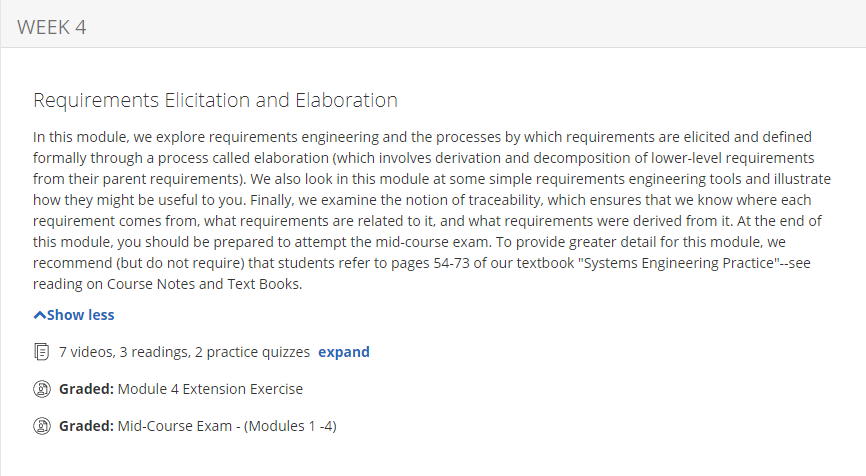 WEEK 4
Requirements Elicitation and Elaboration
In this module, we explore requirements engineering and the processes by which requirements are elicited and defined
formally through a process called elaboration (which involves derivation and decomposition of lower-level requirements
from their parent requirements). We also look in this module at some simple requirements engineering tools and illustrate
how they might be useful to you. Finally, we examine the notion of traceability, which ensures that we know where each
requirement comes from, what requirements are related to it, and what requirements were derived from it. At the end of
this module, you should be prepared to attempt the mid-course exam. To provide greater detail for this module, we
recommend (but do not require) that students refer to pages 54-73 of our textbook "Systems Engineering Practice"--see
reading on Course Notes and Text Books.
Show less
7 videos, 3 readings, 2 practice quizzes expand
Graded: Module 4 Extension Exercise
Graded: Mid-Course Exam - (Modules 1 -4)